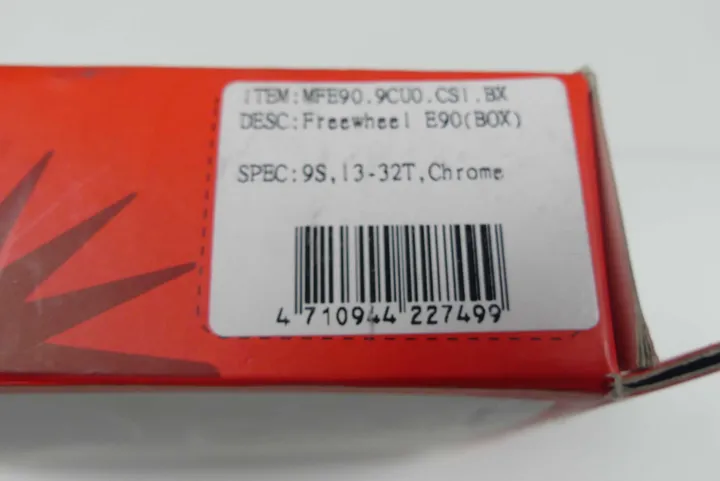 ITEM:MFE90.9CU0.CS1.BX
DESC:Freewheel E90(BOX)
SPEC:9S,13-32T,Chrome
4 710944 227499